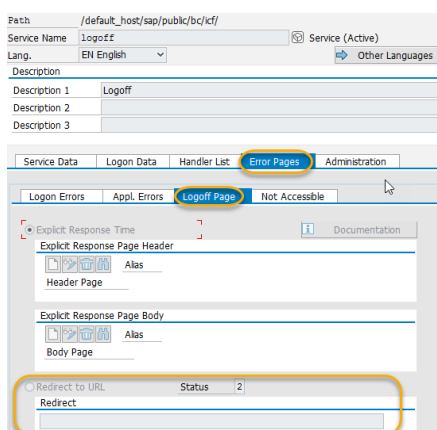 Path /default_host/sap/public/bc/icf/
Service Name logoff Service (Active)
Lang. EN English Other Languages
Description
Description 1 Logoff
Description 2
Description 3
Service Data Logon Data Handler List Error Pages Administration
Logon Errors Appl. Errors Logoff Page Not Accessible
Explicit Response Time Documentation
Explicit Response Page Header
Alias
Header Page
Explicit Response Page Body
Alias
Body Page
Redirect to URL Status 2
Redirect